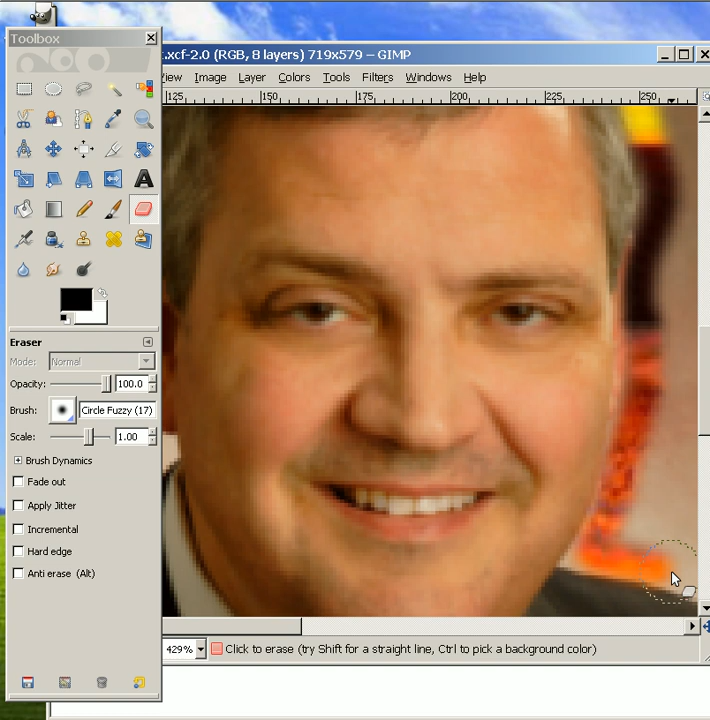 Toolbox
.xcf-2.0 (RGB, 8 layers) 719x579 – GIMP
View Image Layer Colors Tools Filters Windows Help
125 150 175 200 225 250
Eraser
Mode: Normal
Opacity: 100.0
Brush: Circle Fuzzy (17)
Scale: 1.00
Brush Dynamics
Fade out
Apply Jitter
Incremental
Hard edge
Anti erase (Alt)
429% Click to erase (try Shift for a straight line, Ctrl to pick a background color)